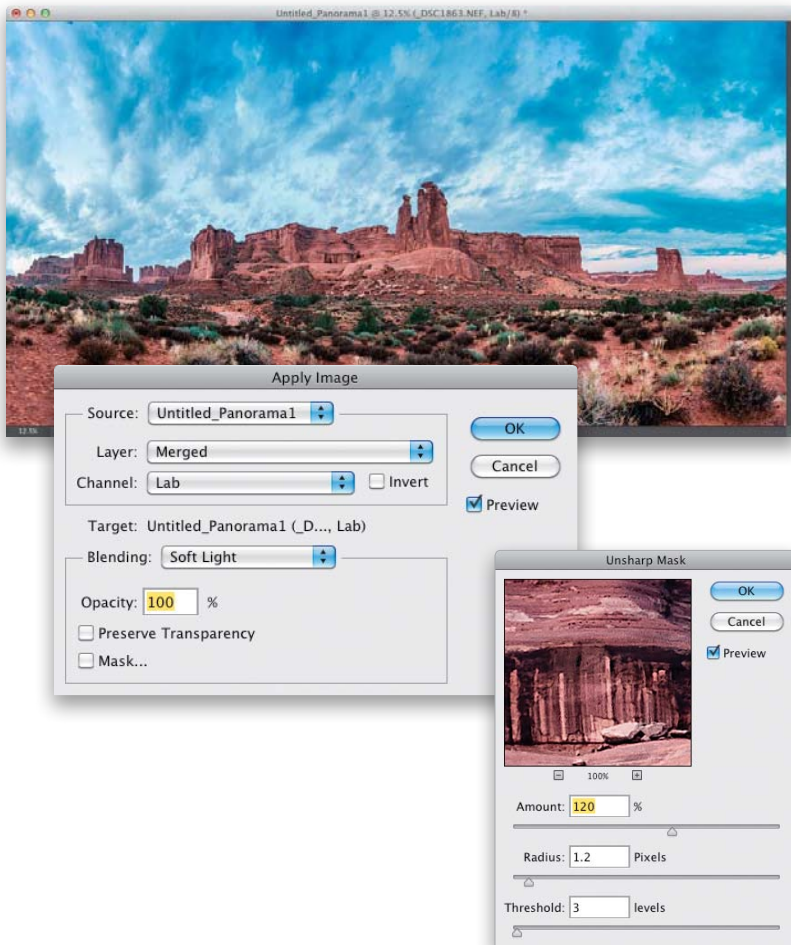 Untitled_Panorama1 @ 12.5% (_DSC1863.NEF, Lab/8) *
12.5%
Apply Image
Source: Untitled_Panorama1
Layer: Merged
Channel: Lab Invert
OK
Cancel
Preview
Target: Untitled_Panorama1 (_D..., Lab)
Blending: Soft Light
Opacity: 100 %
Preserve Transparency
Mask...
Unsharp Mask
OK
Cancel
Preview
100%
Amount: 120 %
Radius: 1.2 Pixels
Threshold: 3 levels